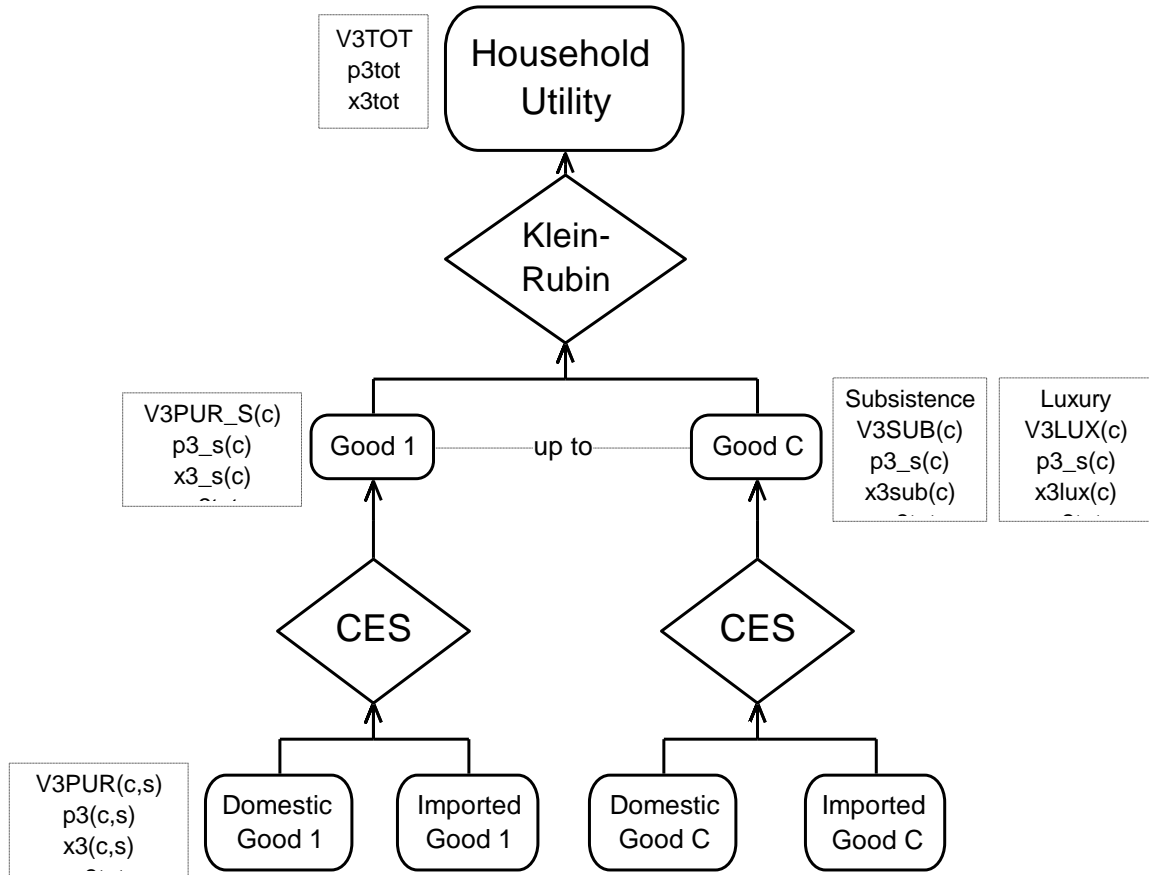 V3TOT
p3tot
x3tot
Household
Utility
Klein-
Rubin
V3PUR_S(c)
p3_s(c)
x3_s(c)
Good 1
up to
Good C
Subsistence
V3SUB(c)
p3_s(c)
x3sub(c)
Luxury
V3LUX(c)
p3_s(c)
x3lux(c)
CES
CES
V3PUR(c,s)
p3(c,s)
x3(c,s)
Domestic
Good 1
Imported
Good 1
Domestic
Good C
Imported
Good C